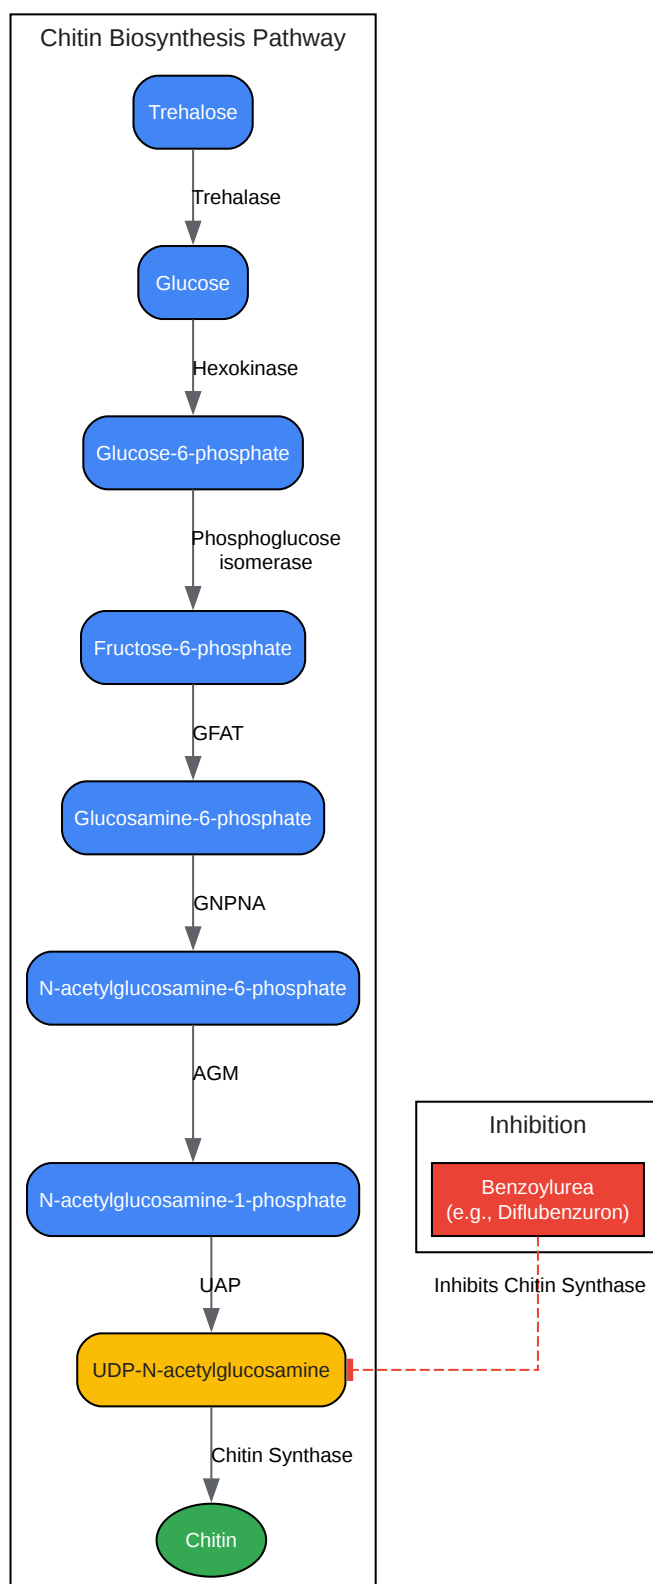 Chitin Biosynthesis Pathway
Trehalose
Trehalase
Glucose
Hexokinase
Glucose-6-phosphate
Phosphoglucose
isomerase
Fructose-6-phosphate
GFAT
Glucosamine-6-phosphate
GNPNA
N-acetylglucosamine-6-phosphate
AGM
N-acetylglucosamine-1-phosphate
UAP
UDP-N-acetylglucosamine
Chitin Synthase
Chitin
Inhibition
Benzoylurea
(e.g., Diflubenzuron)
Inhibits Chitin Synthase